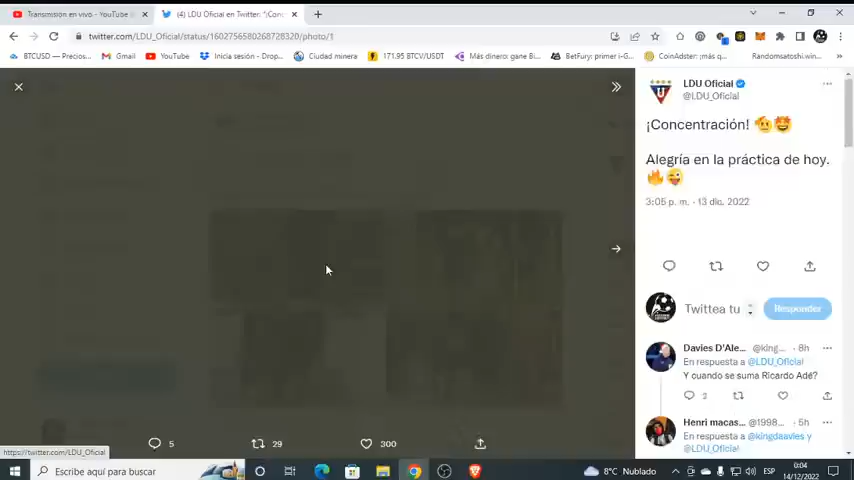 Transmisión en vivo - YouTube
(4) LDU Oficial en Twitter: "¡Conc
twitter.com/LDU_Oficial/status/1602756580268728320/photo/1
BTCUSD — Precios...
Gmail
YouTube
Inicia sesión - Drop...
Ciudad minera
171.95 BTCV/USDT
Más dinero: gane Bi...
BetFury: primer i-G...
CoinAdster: ¡más q...
Randomsatoshi.win...
LDU Oficial
@LDU_Oficial
¡Concentración!
Alegría en la práctica de hoy.
3:05 p. m. · 13 dic. 2022
Twittea tu
Responder
Davies D'Ale... @king... · 8h
En respuesta a @LDU_Oficial
Y cuando se suma Ricardo Adé?
2
Henri macas... @1998... · 5h
En respuesta a @kingdaavies y
@LDU_Oficial
5
29
300
https://twitter.com/LDU_Oficial
Escribe aquí para buscar
8°C Nublado
ESP
0:04
14/12/2022